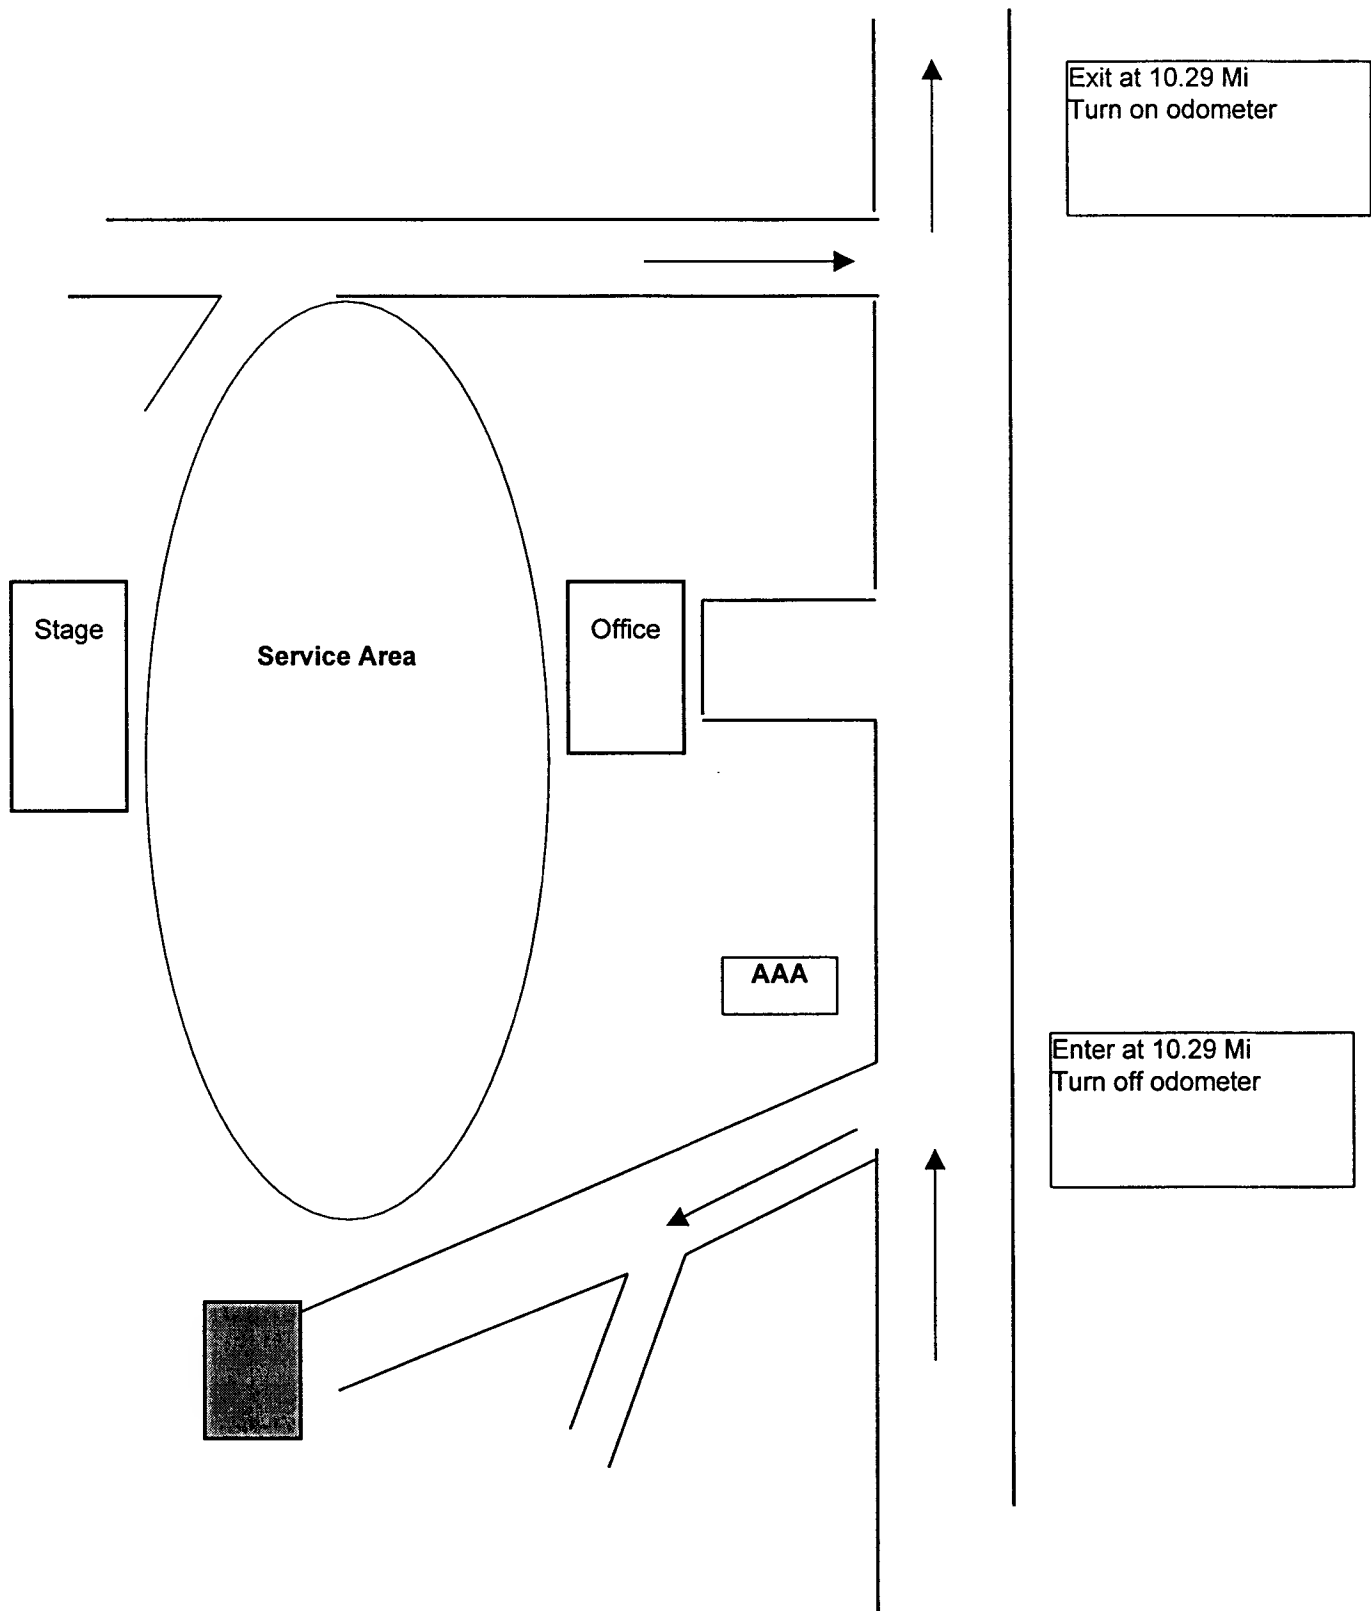 Exit at 10.29 Mi
Turn on odometer
Stage
Service Area
Office
AAA
Enter at 10.29 Mi
Turn off odometer